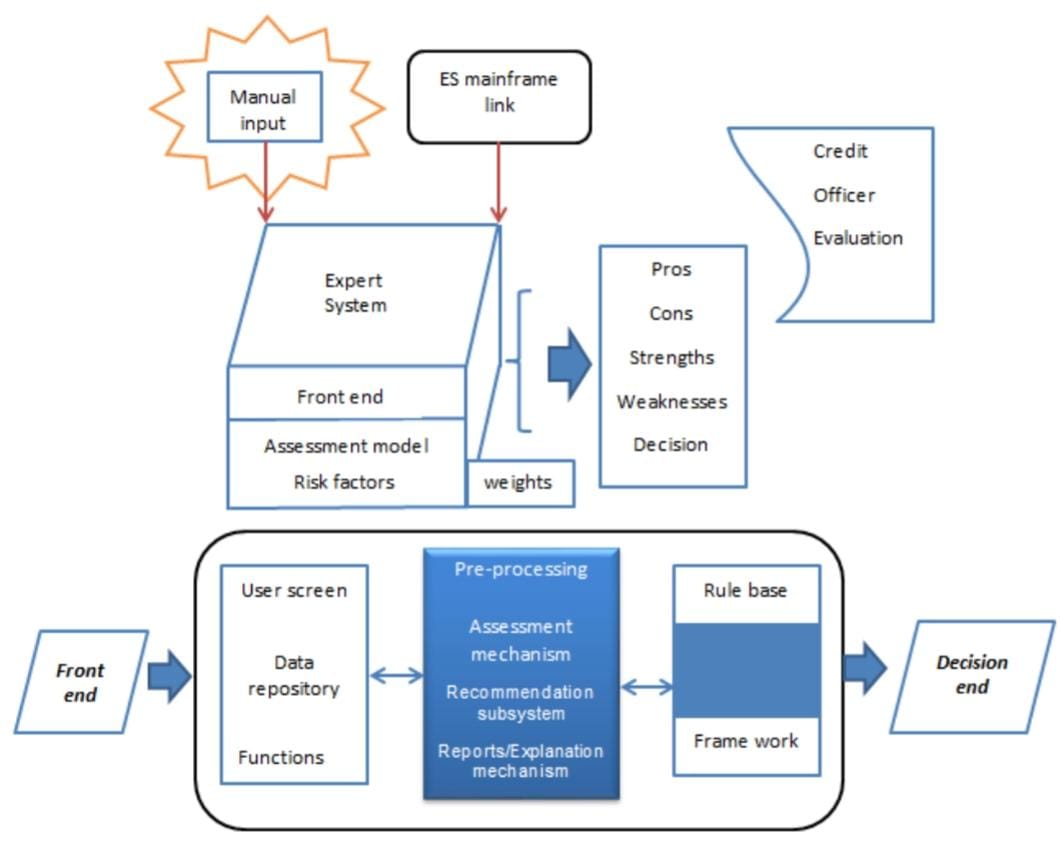 Manual
input
ES mainframe
link
Credit
Officer
Evaluation
Expert
System
Pros
Cons
Strengths
Weaknesses
Decision
Front end
Assessment model
Risk factors
weights
Front
end
User screen
Data
repository
Functions
Pre-processing
Assessment
mechanism
Recommendation
subsystem
Reports/Explanation
mechanism
Rule base
Frame work
Decision
end